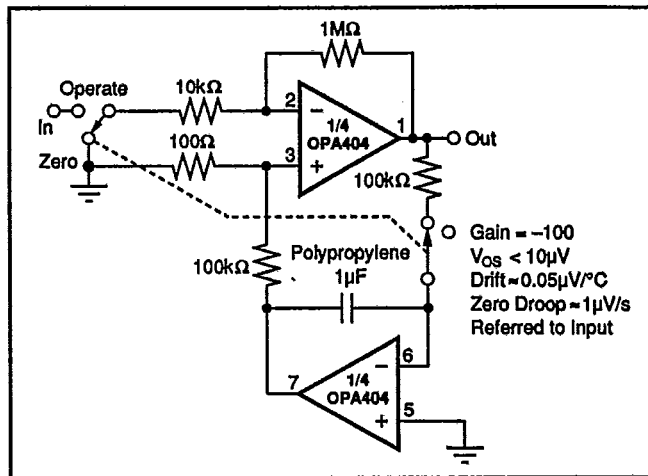 1MΩ
Operate
10kΩ
2
−
1/4
OPA404
1
In
Out
100Ω
3
+
Zero
100kΩ
100kΩ
Polypropylene
1µF
Gain = −100
VOS < 10µV
Drift ≈ 0.05µV/°C
Zero Droop ≈ 1µV/s
Referred to Input
6
−
7
1/4
OPA404
5
+